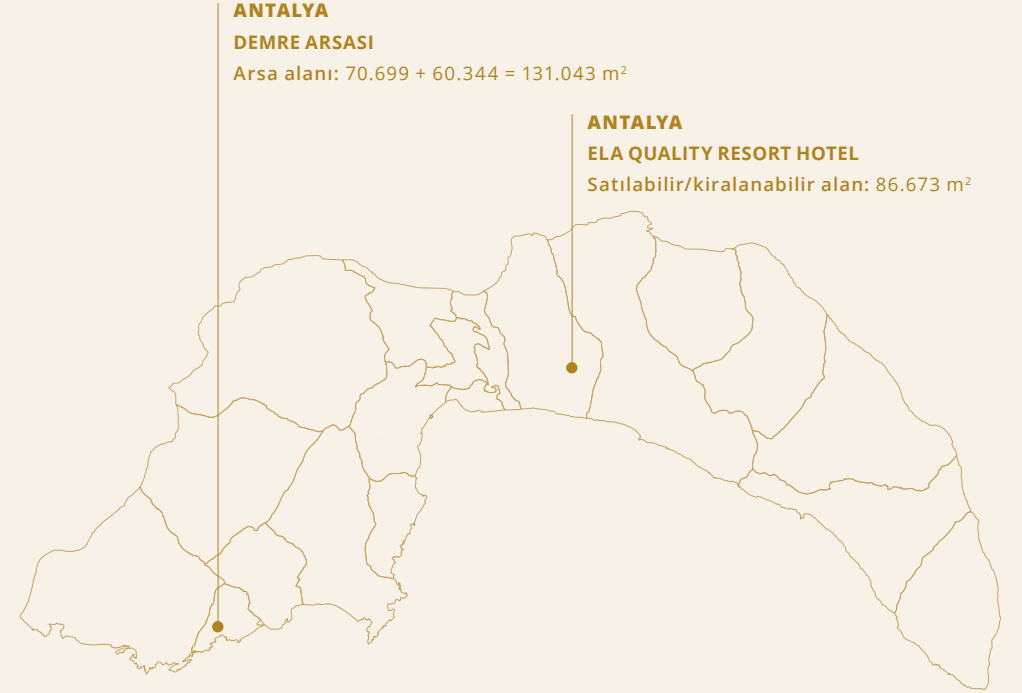 ANTALYA
DEMRE ARSASI
Arsa alanı: 70.699 + 60.344 = 131.043 m²
ANTALYA
ELA QUALITY RESORT HOTEL
Satılabilir/kiralanabilir alan: 86.673 m²